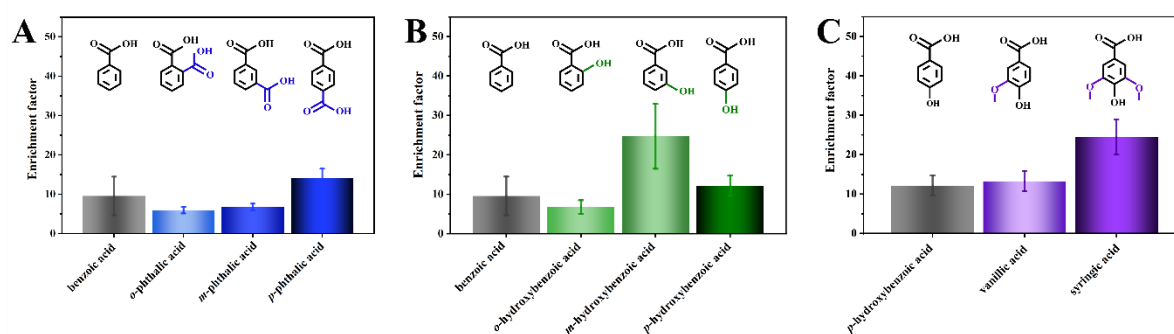 A
Enrichment factor
50
40
30
20
10
0
O OH
O OH OH O
O OH OH O
O OH O OH
benzoic acid
o-phthalic acid
m-phthalic acid
p-phthalic acid
B
Enrichment factor
50
40
30
20
10
0
O OH
O OH OH
O OH OH
O OH OH
benzoic acid
o-hydroxybenzoic acid
m-hydroxybenzoic acid
p-hydroxybenzoic acid
C
Enrichment factor
50
40
30
20
10
0
O OH OH
O OH O OH
O OH O O OH
p-hydroxybenzoic acid
vanillic acid
syringic acid